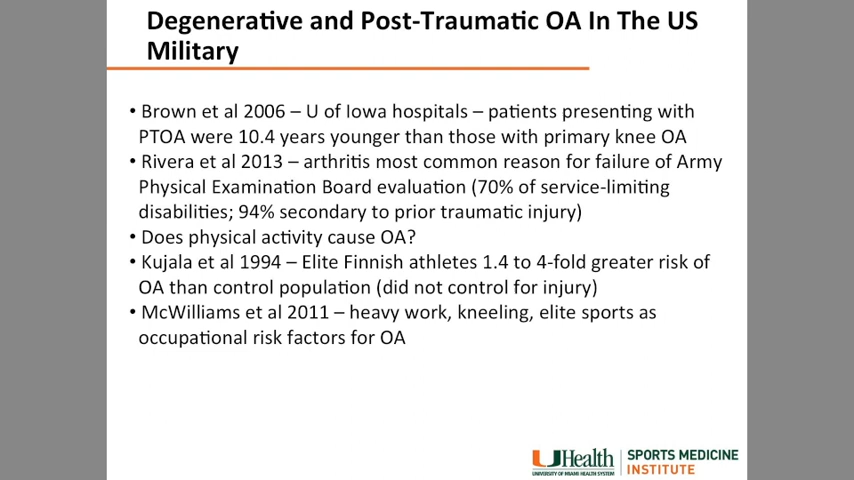 Degenerative and Post-Traumatic OA In The US
Military
• Brown et al 2006 – U of Iowa hospitals – patients presenting with
PTOA were 10.4 years younger than those with primary knee OA
• Rivera et al 2013 – arthritis most common reason for failure of Army
Physical Examination Board evaluation (70% of service-limiting
disabilities; 94% secondary to prior traumatic injury)
• Does physical activity cause OA?
• Kujala et al 1994 – Elite Finnish athletes 1.4 to 4-fold greater risk of
OA than control population (did not control for injury)
• McWilliams et al 2011 – heavy work, kneeling, elite sports as
occupational risk factors for OA
UHealth
UNIVERSITY OF MIAMI HEALTH SYSTEM
SPORTS MEDICINE
INSTITUTE